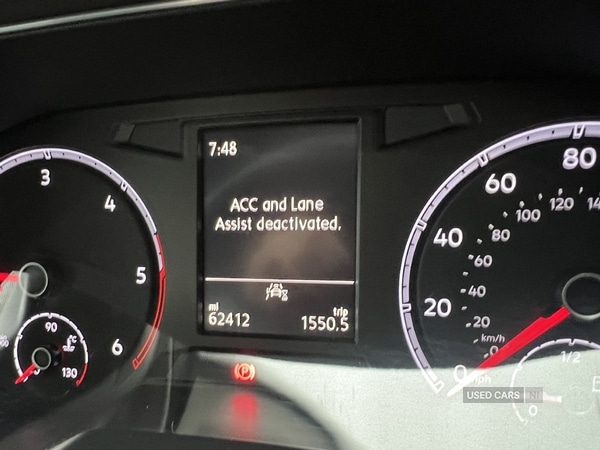 7:48
ACC and Lane
Assist deactivated.
mi
62412
trip
1550.5
3
4
5
6
90
°C
130
0
20
40
60
80
0
20
40
60
80
100
120
km/h
mph
1/2
0
P
USED CARS